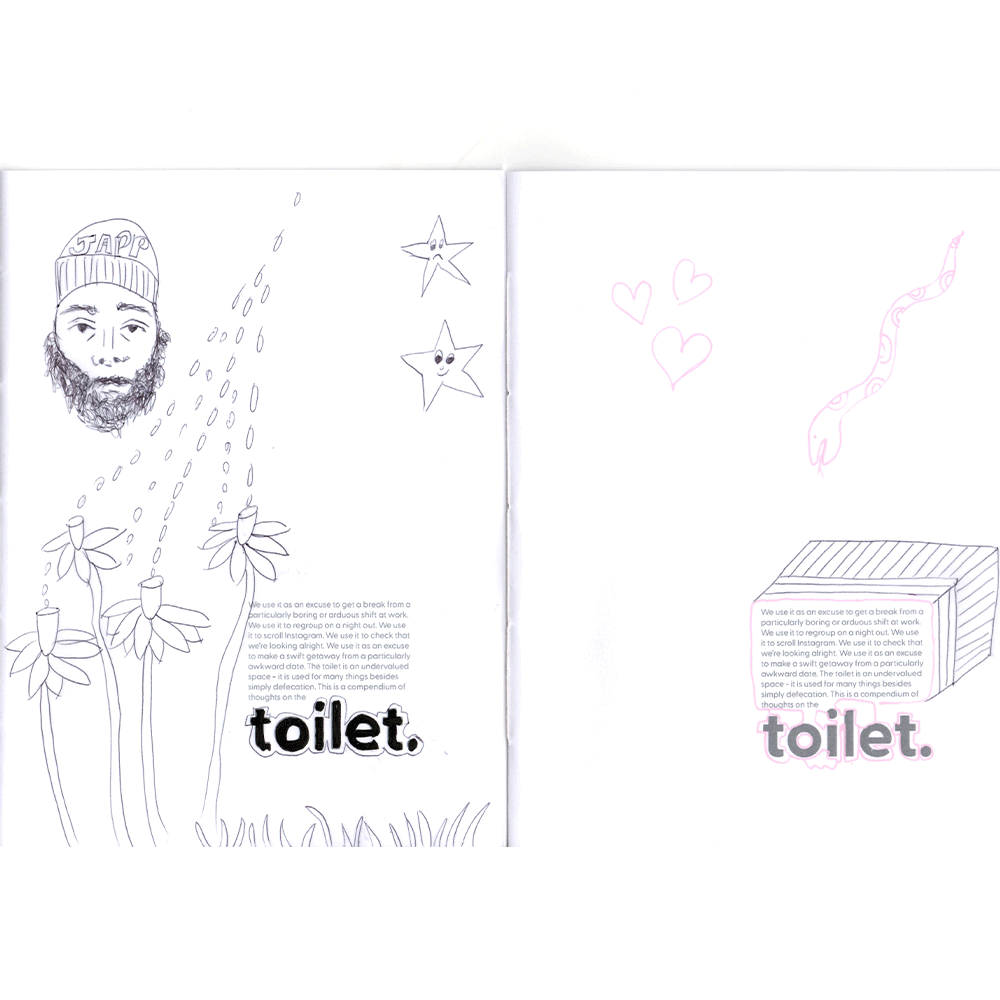 JAPP
We use it as an excuse to get a break from a
particularly boring or arduous shift at work.
We use it to regroup on a night out. We use
it to scroll Instagram. We use it to check that
we're looking alright. We use it as an excuse
to make a swift getaway from a particularly
awkward date. The toilet is an undervalued
space - it is used for many things besides
simply defecation. This is a compendium of
thoughts on the
toilet.
We use it as an excuse to get a break from a
particularly boring or arduous shift at work.
We use it to regroup on a night out. We use
it to scroll Instagram. We use it to check that
we're looking alright. We use it as an excuse
to make a swift getaway from a particularly
awkward date. The toilet is an undervalued
space - it is used for many things besides
simply defecation. This is a compendium of
thoughts on the
toilet.